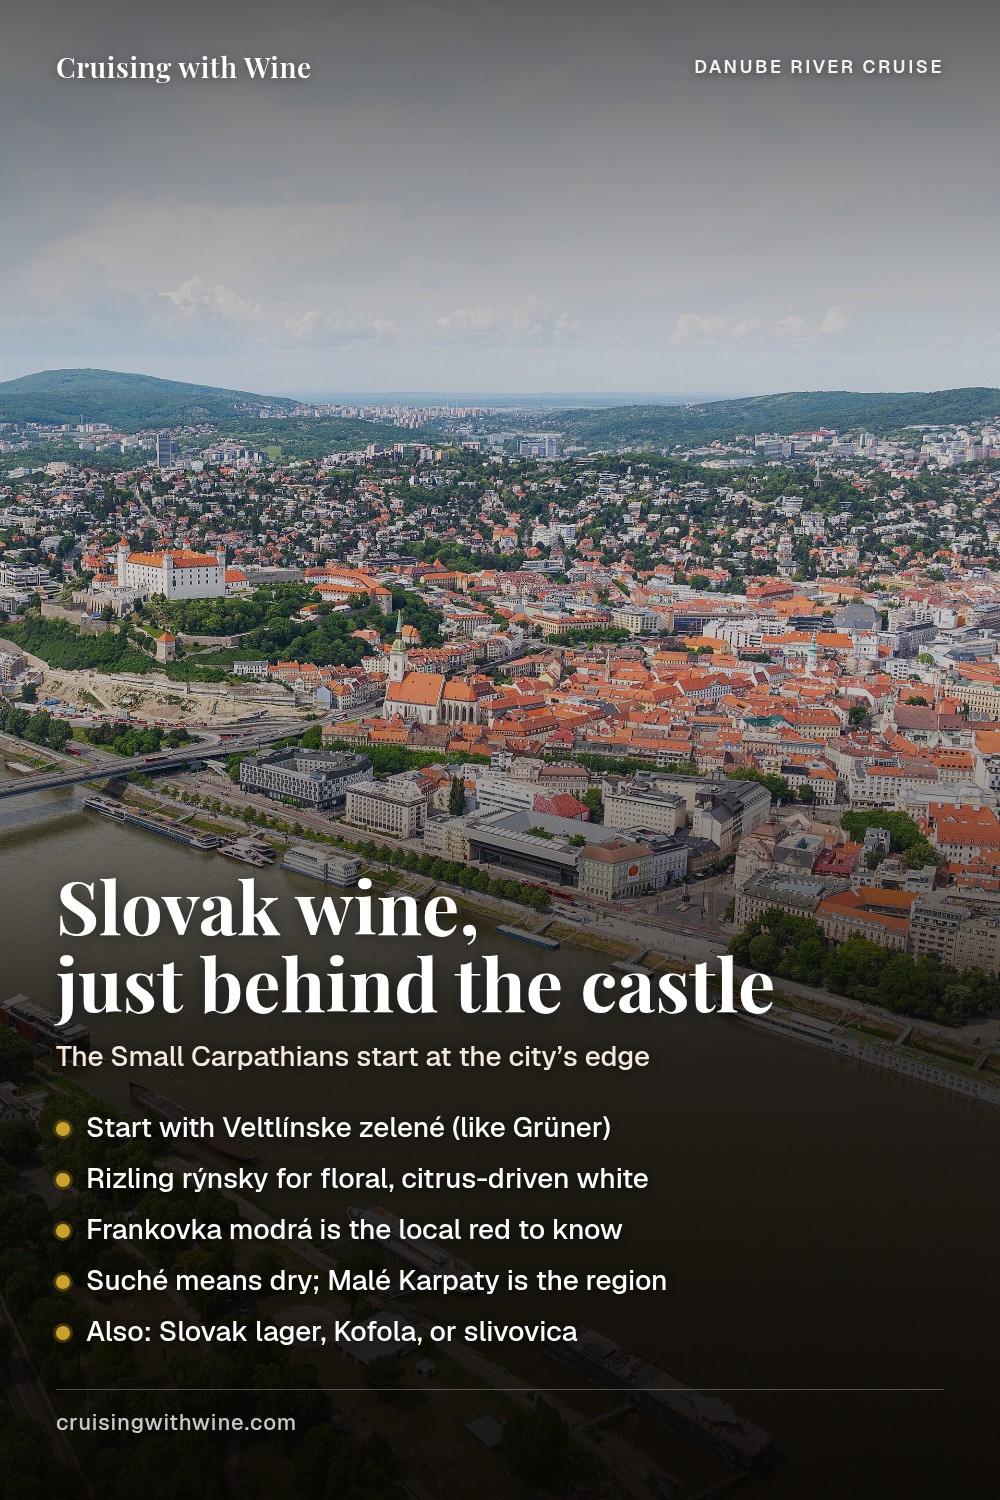 Cruising with Wine
DANUBE RIVER CRUISE
Slovak wine,
just behind the castle
The Small Carpathians start at the city’s edge
Start with Veltlínske zelené (like Grüner)
Rizling rýnsky for floral, citrus-driven white
Frankovka modrá is the local red to know
Suché means dry; Malé Karpaty is the region
Also: Slovak lager, Kofola, or slivovica
cruisingwithwine.com